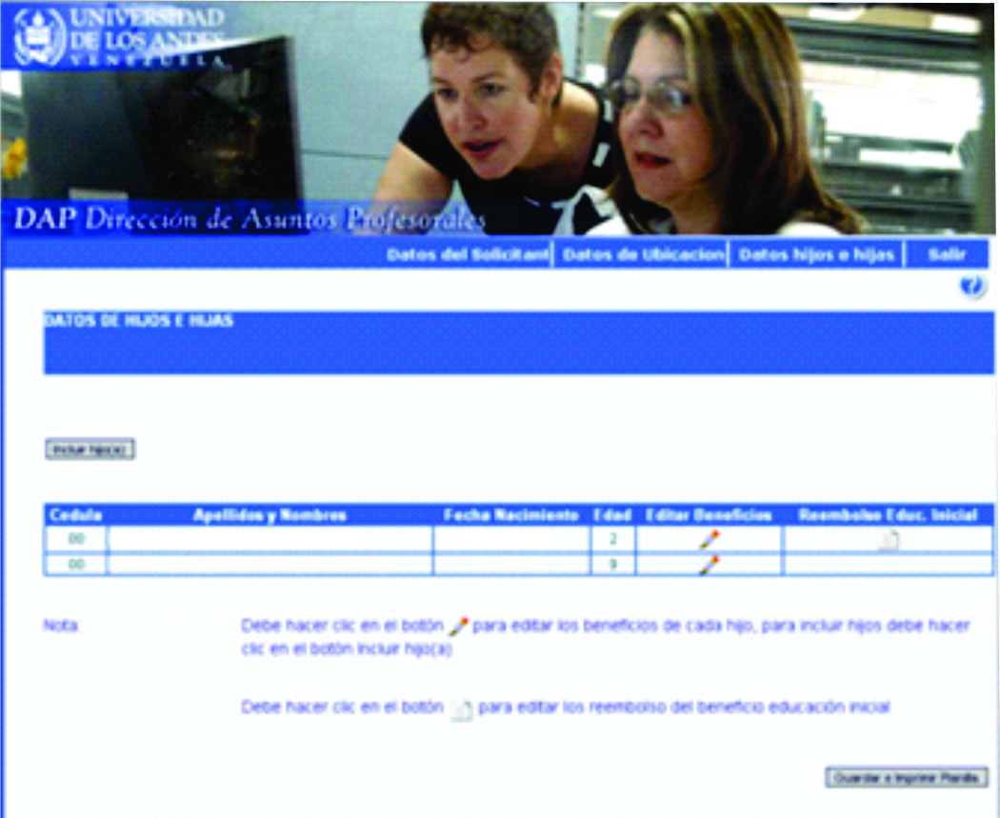 UNIVERSIDAD
DE LOS ANDES
VENEZUELA
DAP Dirección de Asuntos Profesorales
Datos del Solicitant Datos de Ubicacion Datos hijos e hijas Salir
?
DATOS DE HIJOS E HIJAS
Incluir hijo(a)
Cedula Apellidos y Nombres Fecha Nacimiento Edad Editar Beneficios Reembolso Educ. Inicial
00 2
00 9
Nota: Debe hacer clic en el botón para editar los beneficios de cada hijo, para incluir hijos debe hacer
clic en el botón Incluir hijo(a)
Debe hacer clic en el botón para editar los reembolso del beneficio educación inicial
Guardar e Imprimir Planilla